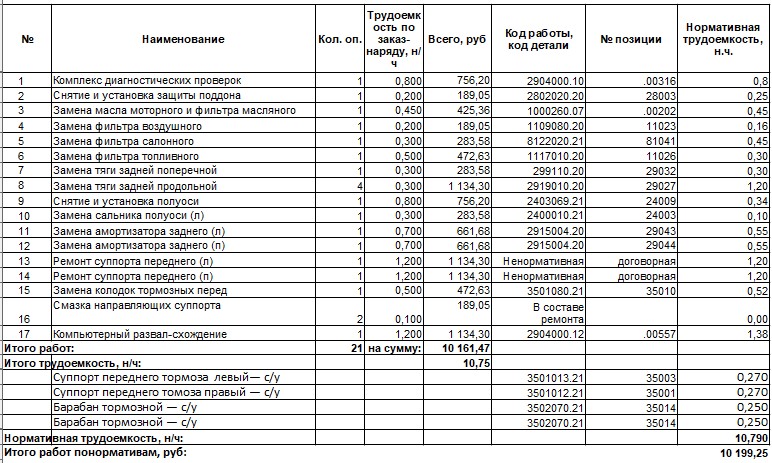 № Наименование Кол. оп. Трудоемк ость по заказ-наряду, н/ч Всего, руб Код работы, код детали № позиции Нормативная трудоемкость, н.ч.
1 Комплекс диагностических проверок 1 0,800 756,20 2904000.10 .00316 0,8
2 Снятие и установка защиты поддона 1 0,200 189,05 2802020.20 28003 0,25
3 Замена масла моторного и фильтра масляного 1 0,450 425,36 1000260.07 .00202 0,45
4 Замена фильтра воздушного 1 0,200 189,05 1109080.20 11023 0,16
5 Замена фильтра салонного 1 0,300 283,58 8122020.21 81041 0,45
6 Замена фильтра топливного 1 0,500 472,63 1117010.20 11026 0,30
7 Замена тяги задней поперечной 1 0,300 283,58 299110.20 29032 0,30
8 Замена тяги задней продольной 4 0,300 1 134,30 2919010.20 29027 1,20
9 Снятие и установка полуоси 1 0,800 756,20 2403069.21 24009 0,34
10 Замена сальника полуоси (л) 1 0,300 283,58 2400010.21 24003 0,10
11 Замена амортизатора заднего (л) 1 0,700 661,68 2915004.20 29043 0,55
12 Замена амортизатора заднего (п) 1 0,700 661,68 2915004.20 29044 0,55
13 Ремонт суппорта переднего (л) 1 1,200 1 134,30 Ненормативная договорная 1,20
14 Ремонт суппорта переднего (п) 1 1,200 1 134,30 Ненормативная договорная 1,20
15 Замена колодок тормозных перед 1 0,500 472,63 3501080.21 35010 0,52
16 Смазка направляющих суппорта 2 0,100 189,05 В составе ремонта 0,00
17 Компьютерный развал-схождение 1 1,200 1 134,30 2904000.12 .00557 1,38
Итого работ: 21 на сумму: 10 161,47
Итого трудоемкость, н/ч: 10,75
Суппорт переднего тормоза левый— с/у 3501013.21 35003 0,270
Суппорт переднего томоза правый — с/у 3501012.21 35001 0,270
Барабан тормозной — с/у 3502070.21 35014 0,250
Барабан тормозной — с/у 3502070.21 35014 0,250
Нормативная трудоемкость, н/ч: 10,790
Итого работ понормативам, руб: 10 199,25